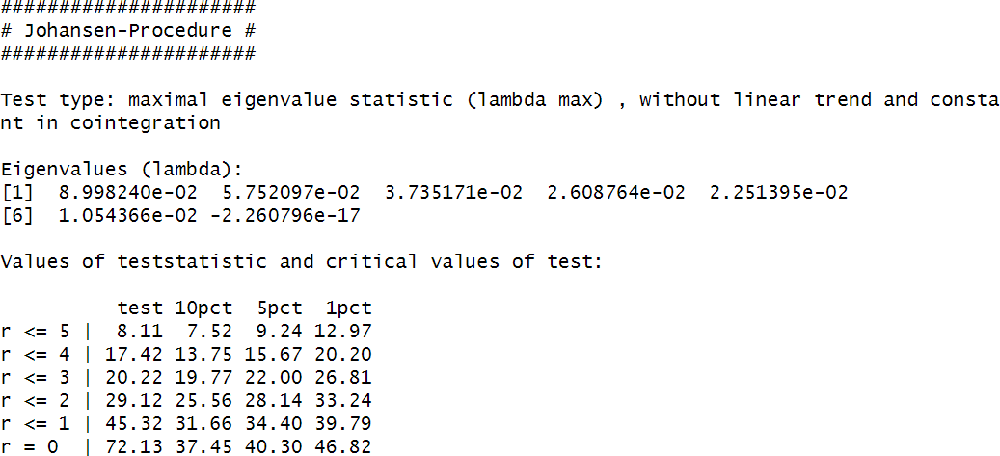 ######################
# Johansen-Procedure #
######################
Test type: maximal eigenvalue statistic (lambda max) , without linear trend and consta
nt in cointegration
Eigenvalues (lambda):
[1]  8.998240e-02  5.752097e-02  3.735171e-02  2.608764e-02  2.251395e-02
[6]  1.054366e-02 -2.260796e-17
Values of teststatistic and critical values of test:
          test 10pct  5pct  1pct
r <= 5 |  8.11  7.52  9.24 12.97
r <= 4 | 17.42 13.75 15.67 20.20
r <= 3 | 20.22 19.77 22.00 26.81
r <= 2 | 29.12 25.56 28.14 33.24
r <= 1 | 45.32 31.66 34.40 39.79
r = 0  | 72.13 37.45 40.30 46.82